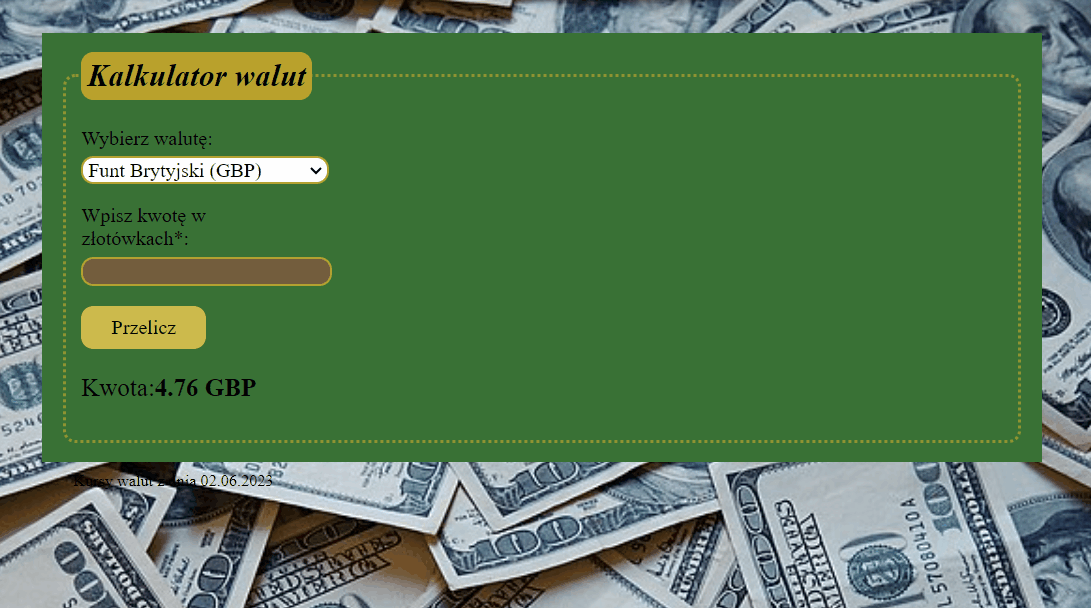 Kalkulator walut
Wybierz walutę:
Funt Brytyjski (GBP)
Wpisz kwotę w
złotówkach*:
Przelicz
Kwota:4.76 GBP
*Kursy walut z dnia 02.06.2023